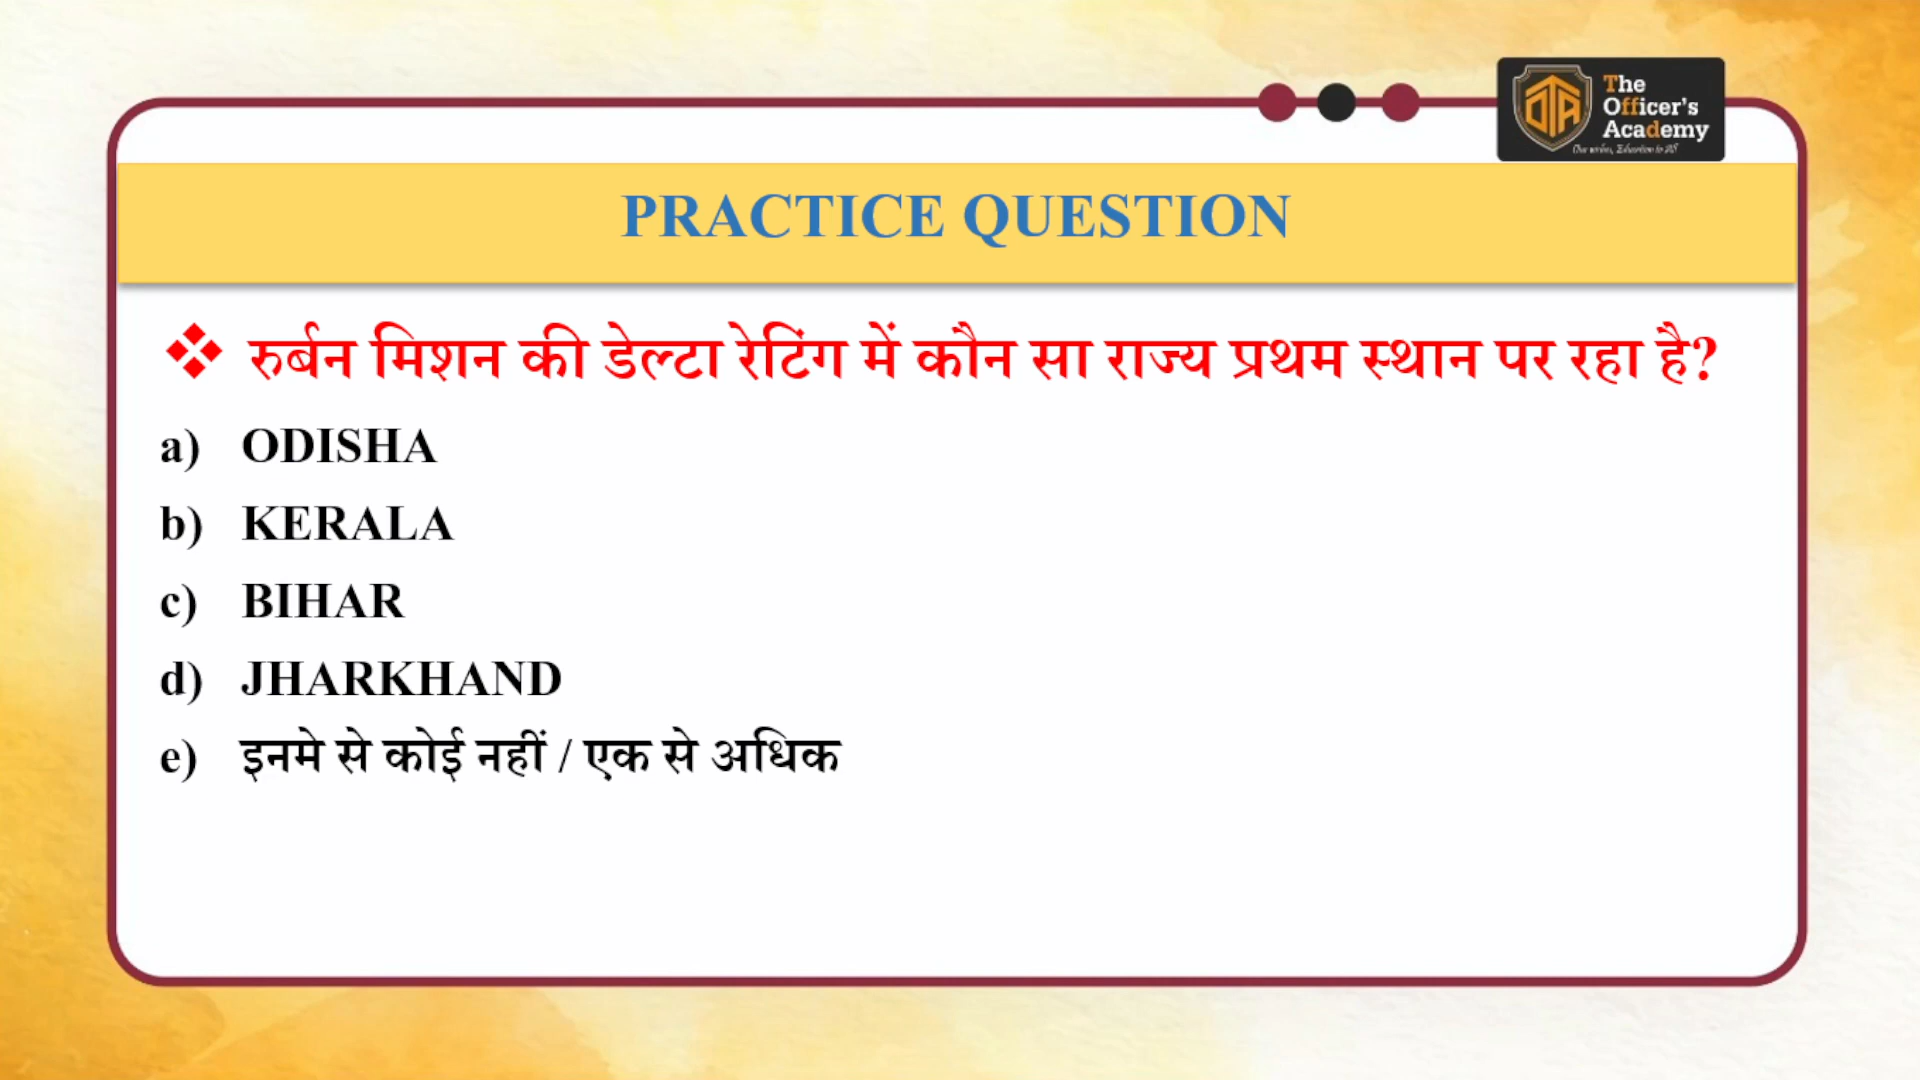 The
Officer's
Academy
PRACTICE QUESTION
❖ रुर्बन मिशन की डेल्टा रेटिंग में कौन सा राज्य प्रथम स्थान पर रहा है?
a) ODISHA
b) KERALA
c) BIHAR
d) JHARKHAND
e) इनमे से कोई नहीं / एक से अधिक